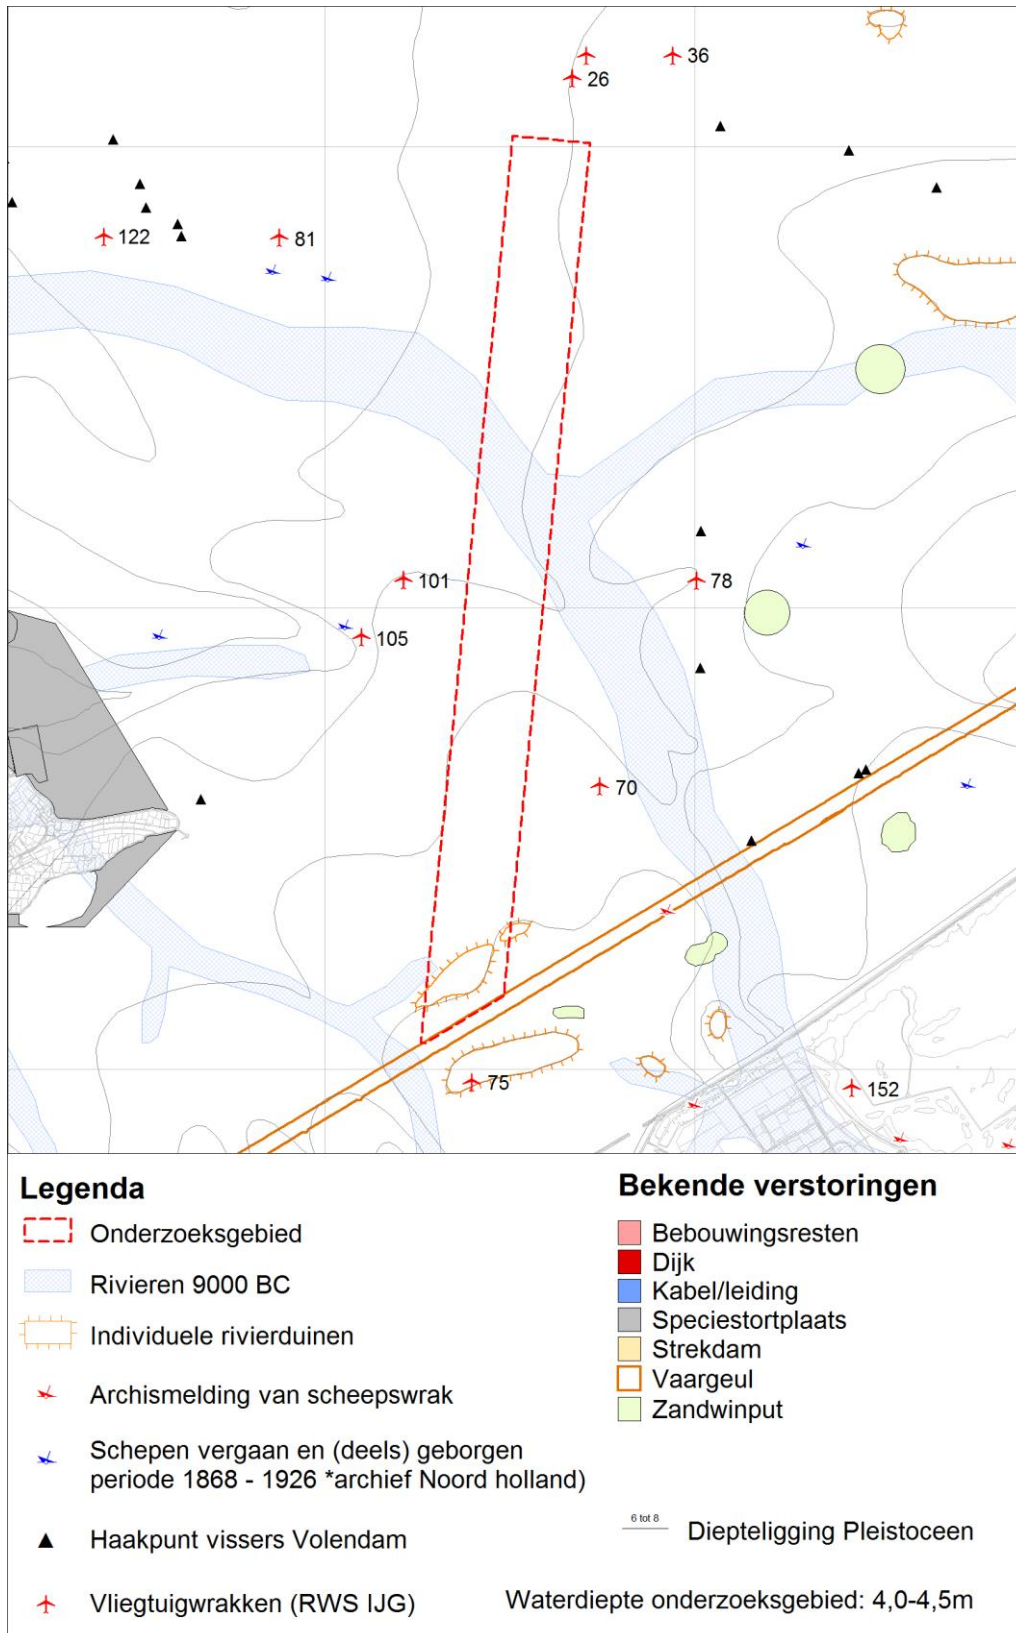 36
26
122
81
101
78
105
70
75
152
Legenda
Onderzoeksgebied
Rivieren 9000 BC
Individuele rivierduinen
Archismelding van scheepswrak
Schepen vergaan en (deels) geborgen
periode 1868 - 1926 *archief Noord holland)
Haakpunt vissers Volendam
Vliegtuigwrakken (RWS IJG)
Bekende verstoringen
Bebouwingsresten
Dijk
Kabel/leiding
Speciestortplaats
Strekdam
Vaargeul
Zandwinput
6 tot 8
Diepteligging Pleistoceen
Waterdiepte onderzoeksgebied: 4,0-4,5m